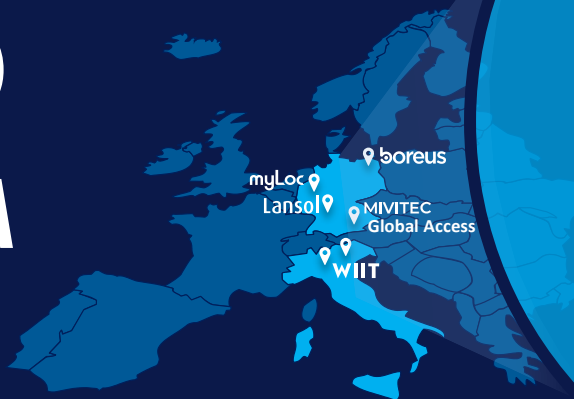 boreus
myLoc
Lansol
MIVITEC
Global Access
WIIT